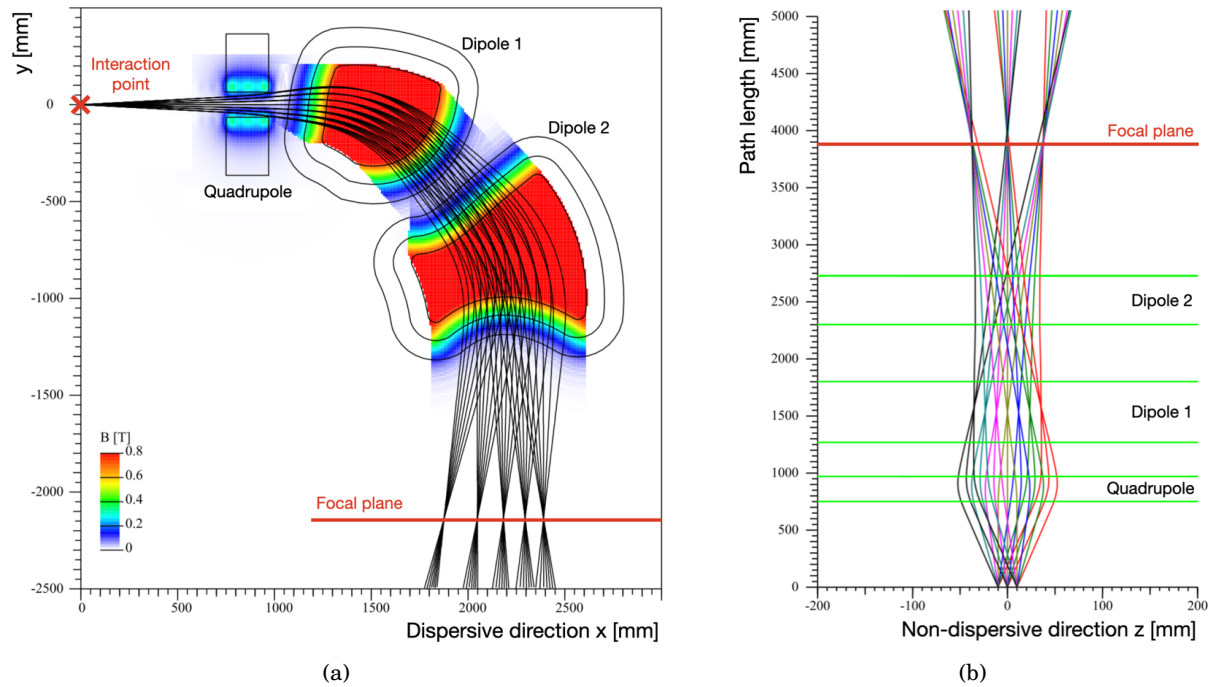 y [mm]
0
-500
-1000
-1500
-2000
-2500
Interaction
point
Quadrupole
Dipole 1
Dipole 2
B [T]
0.8
0.6
0.4
0.2
0
Focal plane
0 500 1000 1500 2000 2500
Dispersive direction x [mm]
(a)
Path length [mm]
5000
4500
4000
3500
3000
2500
2000
1500
1000
500
0
Focal plane
Dipole 2
Dipole 1
Quadrupole
-200 -100 0 100 200
Non-dispersive direction z [mm]
(b)